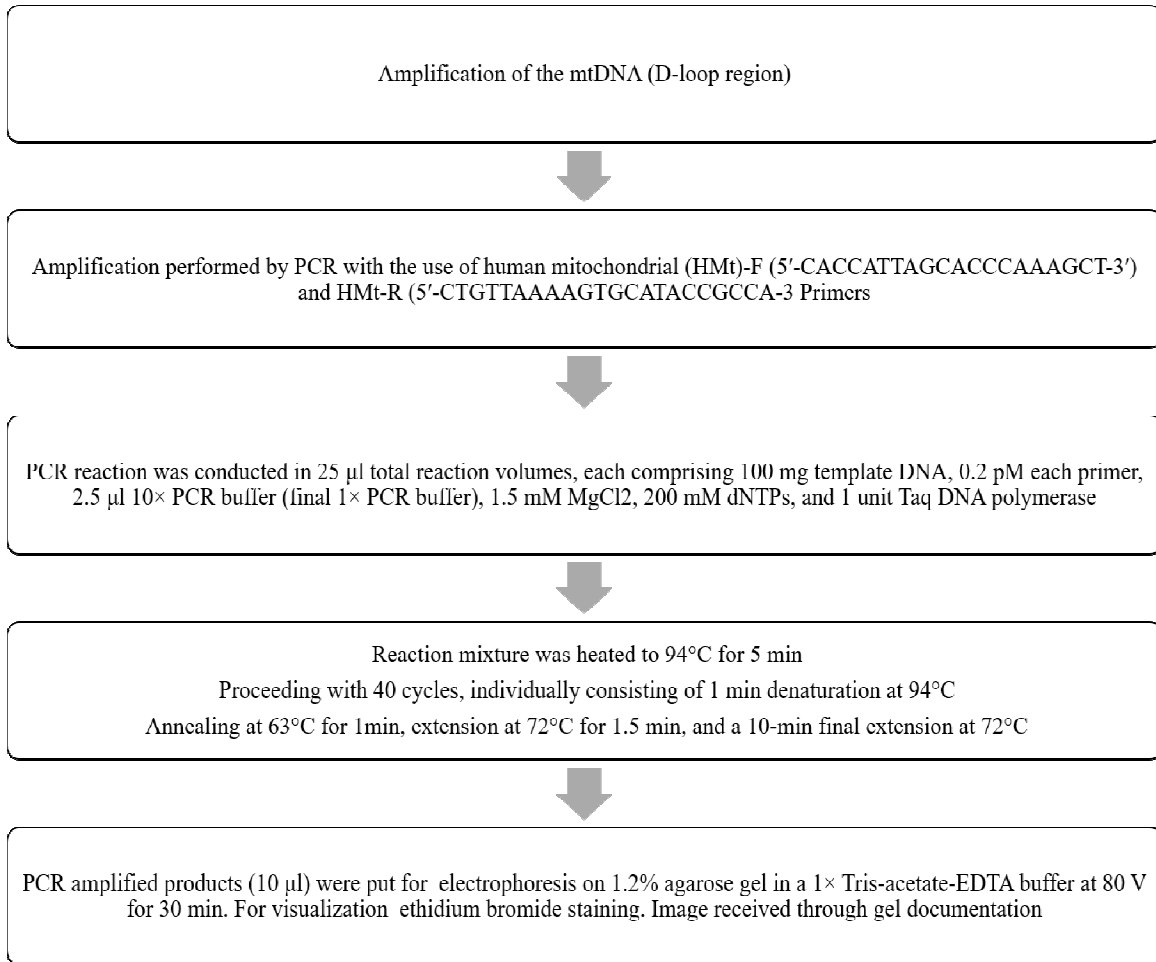 Amplification of the mtDNA (D-loop region)
Amplification performed by PCR with the use of human mitochondrial (HMt)-F (5′-CACCATTAGCACCCAAAGCT-3′)
and HMt-R (5′-CTGTTAAAAGTGCATACCGCCA-3 Primers
PCR reaction was conducted in 25 μl total reaction volumes, each comprising 100 mg template DNA, 0.2 pM each primer,
2.5 μl 10× PCR buffer (final 1× PCR buffer), 1.5 mM MgCl2, 200 mM dNTPs, and 1 unit Taq DNA polymerase
Reaction mixture was heated to 94°C for 5 min
Proceeding with 40 cycles, individually consisting of 1 min denaturation at 94°C
Annealing at 63°C for 1min, extension at 72°C for 1.5 min, and a 10-min final extension at 72°C
PCR amplified products (10 μl) were put for electrophoresis on 1.2% agarose gel in a 1× Tris-acetate-EDTA buffer at 80 V
for 30 min. For visualization ethidium bromide staining. Image received through gel documentation